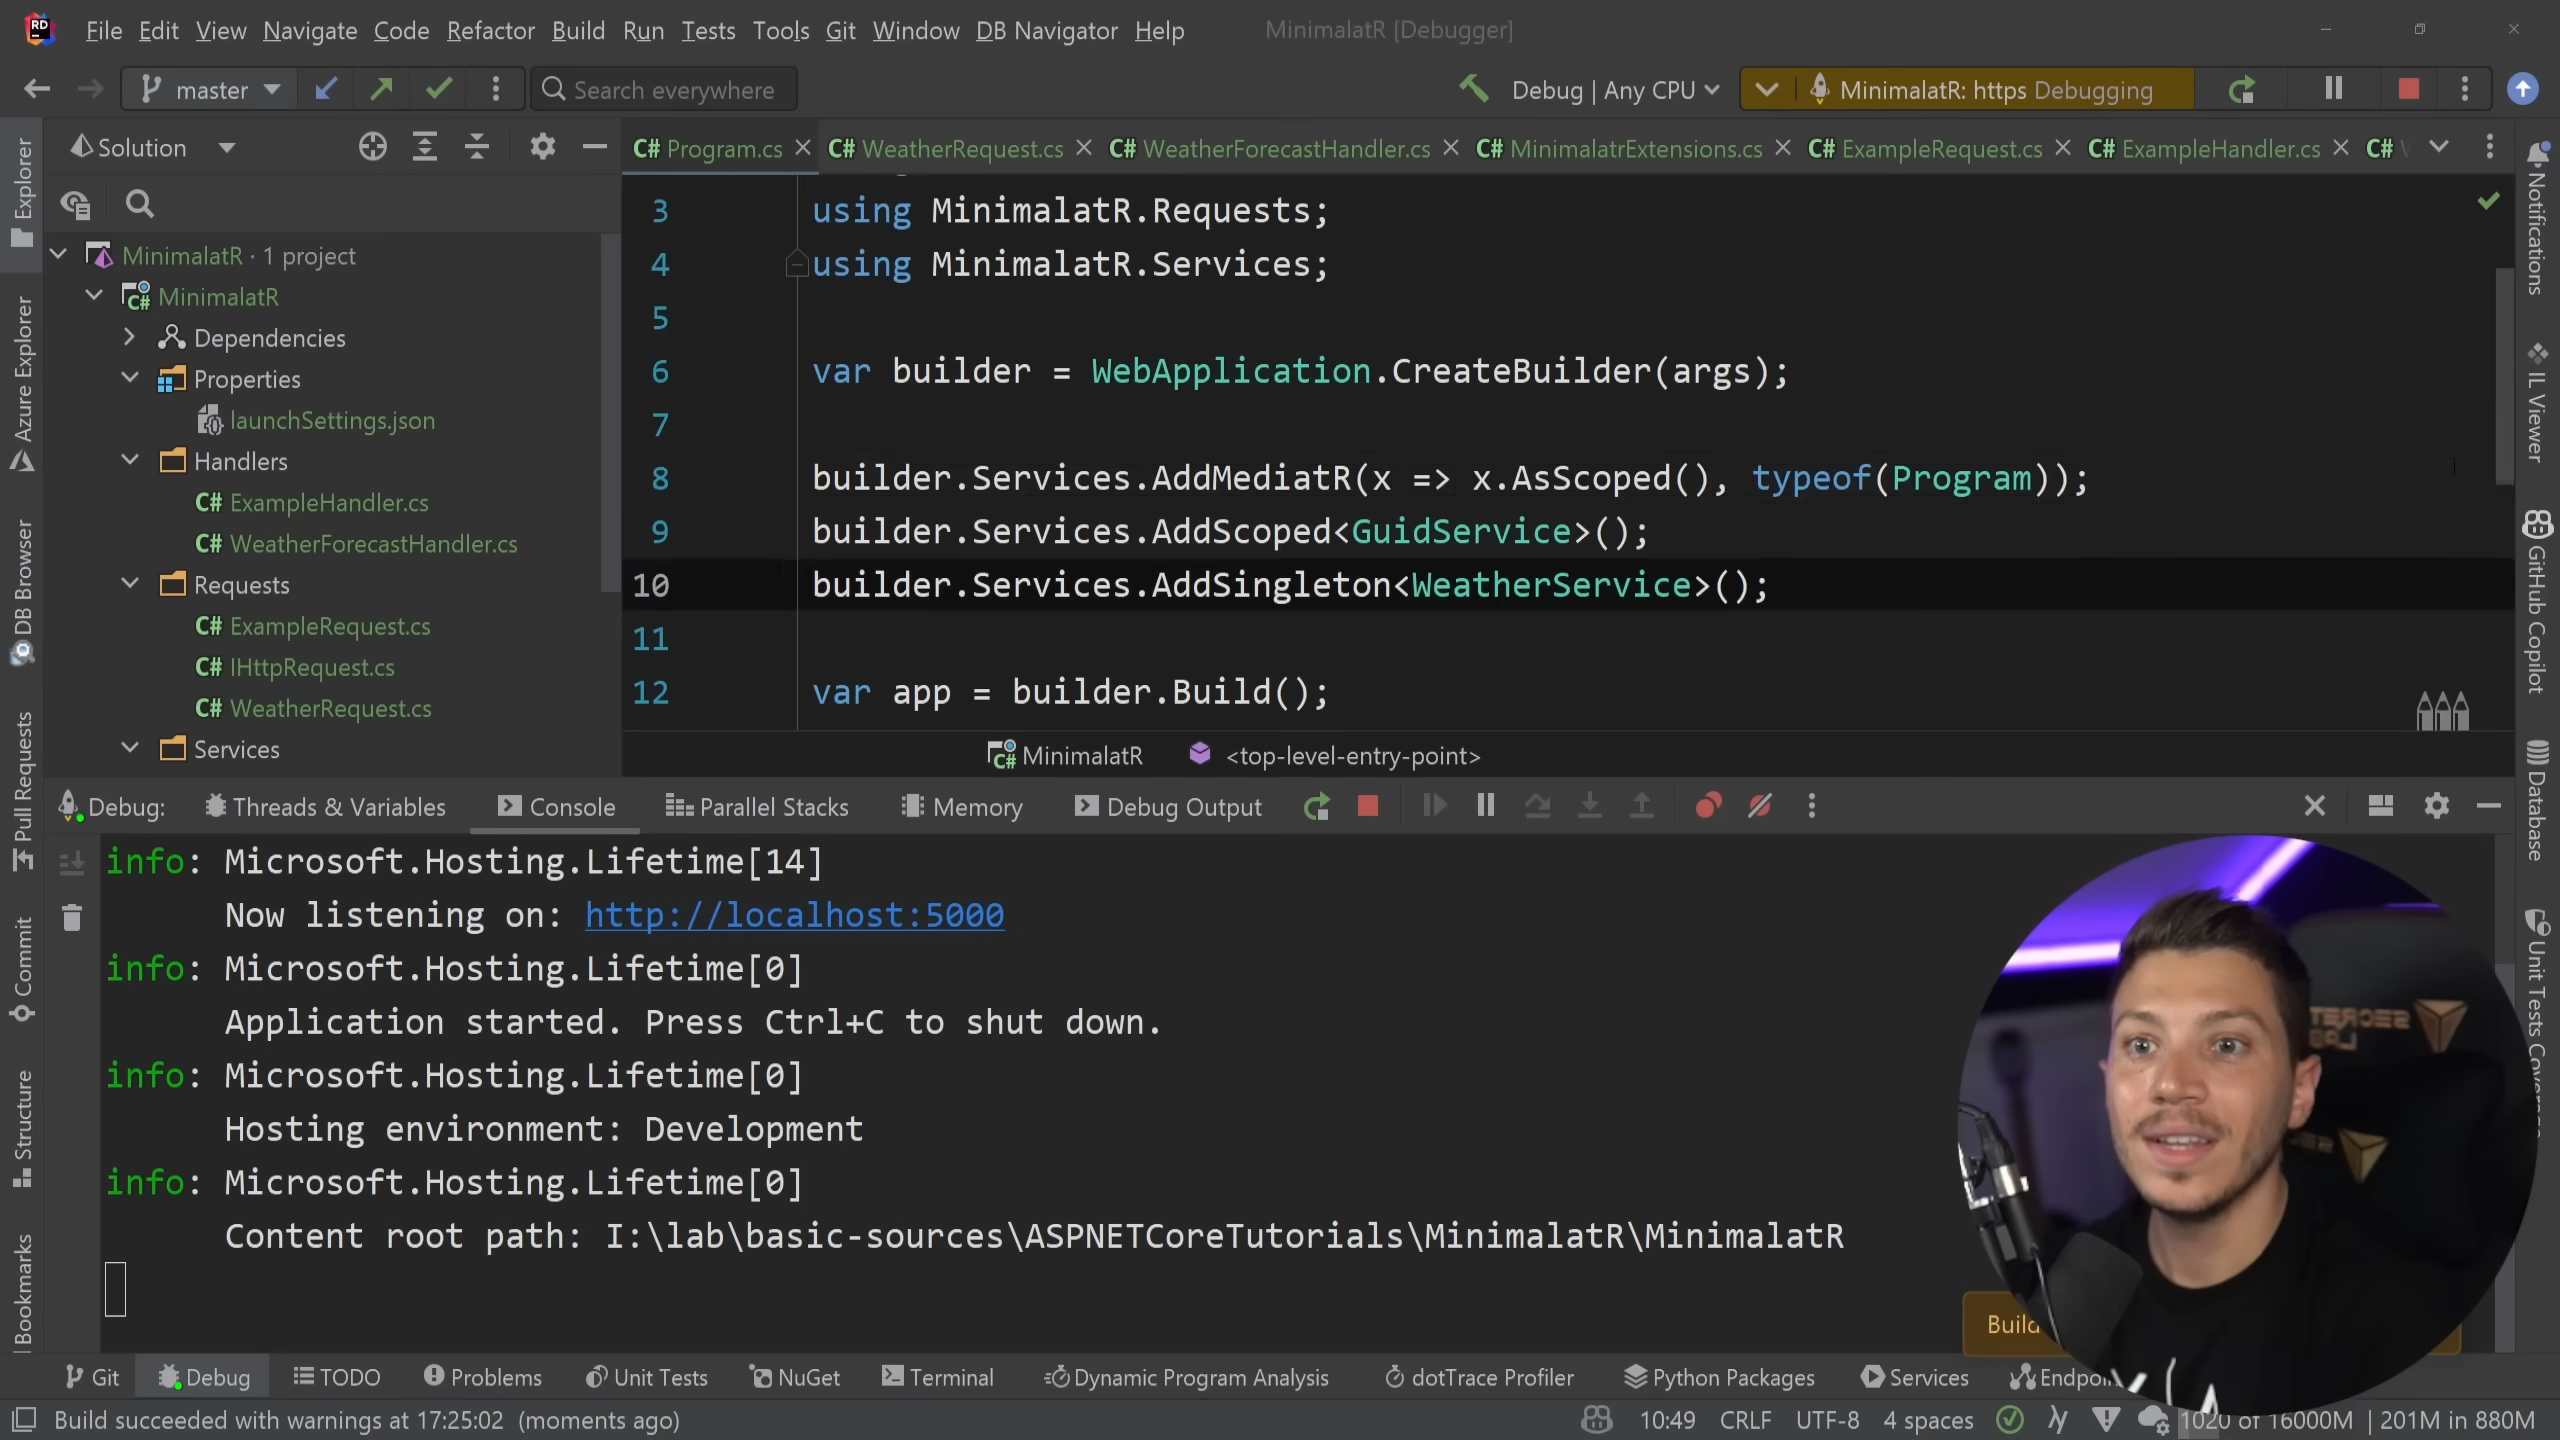 File Edit View Navigate Code Refactor Build Run Tests Tools Git Window DB Navigator Help MinimalatR [Debugger]
master Search everywhere Debug | Any CPU MinimalatR: https Debugging
Solution
Program.cs WeatherRequest.cs WeatherForecastHandler.cs MinimalatrExtensions.cs ExampleRequest.cs ExampleHandler.cs
MinimalatR · 1 project
MinimalatR
Dependencies
Properties
launchSettings.json
Handlers
C# ExampleHandler.cs
C# WeatherForecastHandler.cs
Requests
C# ExampleRequest.cs
C# IHttpRequest.cs
C# WeatherRequest.cs
Services
3 using MinimalatR.Requests;
4 using MinimalatR.Services;
5
6 var builder = WebApplication.CreateBuilder(args);
7
8 builder.Services.AddMediatR(x => x.AsScoped(), typeof(Program));
9 builder.Services.AddScoped<GuidService>();
10 builder.Services.AddSingleton<WeatherService>();
11
12 var app = builder.Build();
MinimalatR <top-level-entry-point>
Debug: Threads & Variables Console Parallel Stacks Memory Debug Output
info: Microsoft.Hosting.Lifetime[14]
Now listening on: http://localhost:5000
info: Microsoft.Hosting.Lifetime[0]
Application started. Press Ctrl+C to shut down.
info: Microsoft.Hosting.Lifetime[0]
Hosting environment: Development
info: Microsoft.Hosting.Lifetime[0]
Content root path: I:\lab\basic-sources\ASPNETCoreTutorials\MinimalatR\MinimalatR
Build
Git Debug TODO Problems Unit Tests NuGet Terminal Dynamic Program Analysis dotTrace Profiler Python Packages Services
Build succeeded with warnings at 17:25:02 (moments ago) 10:49 CRLF UTF-8 4 spaces 1020 of 16000M | 201M in 880M
Explorer
Azure Explorer
DB Browser
Pull Requests
Commit
Structure
Bookmarks
Notifications
IL Viewer
GitHub Copilot
Database
Unit Tests